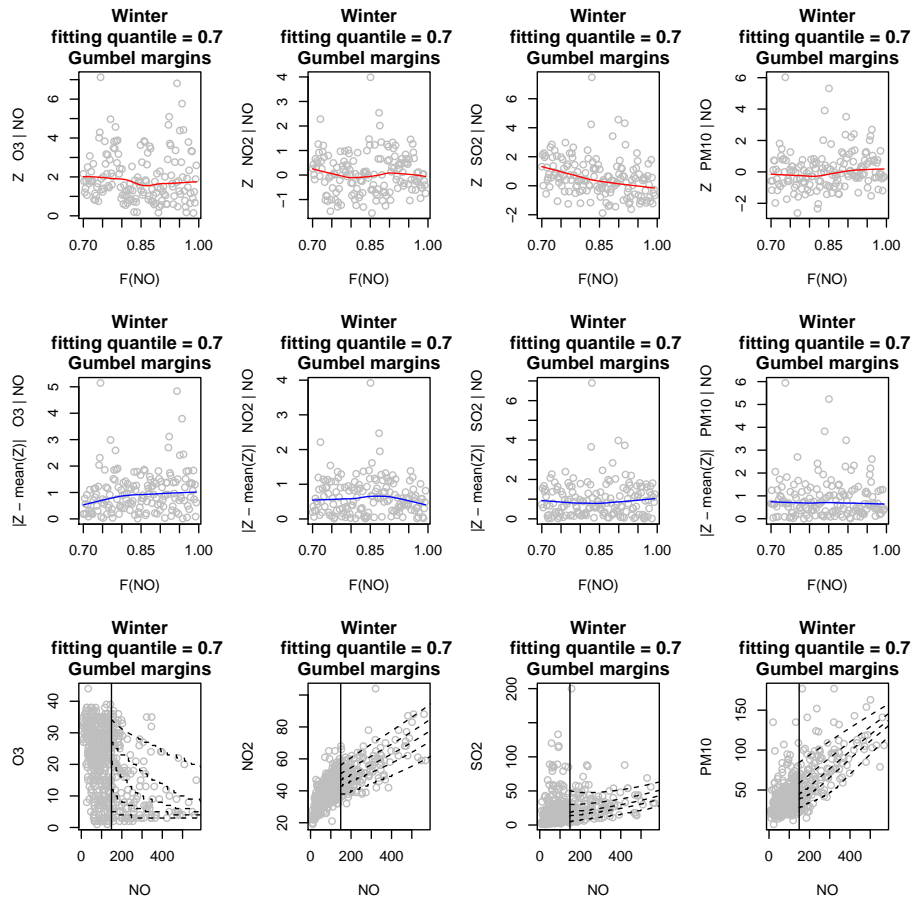 Winter
fitting quantile = 0.7
Gumbel margins
Z   O3 | NO
0 2 4 6
0.70 0.85 1.00
F(NO)
Winter
fitting quantile = 0.7
Gumbel margins
Z   NO2 | NO
−1 0 1 2 3 4
0.70 0.85 1.00
F(NO)
Winter
fitting quantile = 0.7
Gumbel margins
Z   SO2 | NO
−2 0 2 4 6
0.70 0.85 1.00
F(NO)
Winter
fitting quantile = 0.7
Gumbel margins
Z   PM10 | NO
−2 0 2 4 6
0.70 0.85 1.00
F(NO)
Winter
fitting quantile = 0.7
Gumbel margins
|Z − mean(Z)|   O3 | NO
0 1 2 3 4 5
0.70 0.85 1.00
F(NO)
Winter
fitting quantile = 0.7
Gumbel margins
|Z − mean(Z)|   NO2 | NO
0 1 2 3 4
0.70 0.85 1.00
F(NO)
Winter
fitting quantile = 0.7
Gumbel margins
|Z − mean(Z)|   SO2 | NO
0 2 4 6
0.70 0.85 1.00
F(NO)
Winter
fitting quantile = 0.7
Gumbel margins
|Z − mean(Z)|   PM10 | NO
0 1 2 3 4 5 6
0.70 0.85 1.00
F(NO)
Winter
fitting quantile = 0.7
Gumbel margins
O3
0 10 20 30 40
0 200 400
NO
Winter
fitting quantile = 0.7
Gumbel margins
NO2
20 40 60 80 100
0 200 400
NO
Winter
fitting quantile = 0.7
Gumbel margins
SO2
0 50 100 200
0 200 400
NO
Winter
fitting quantile = 0.7
Gumbel margins
PM10
50 100 150
0 200 400
NO